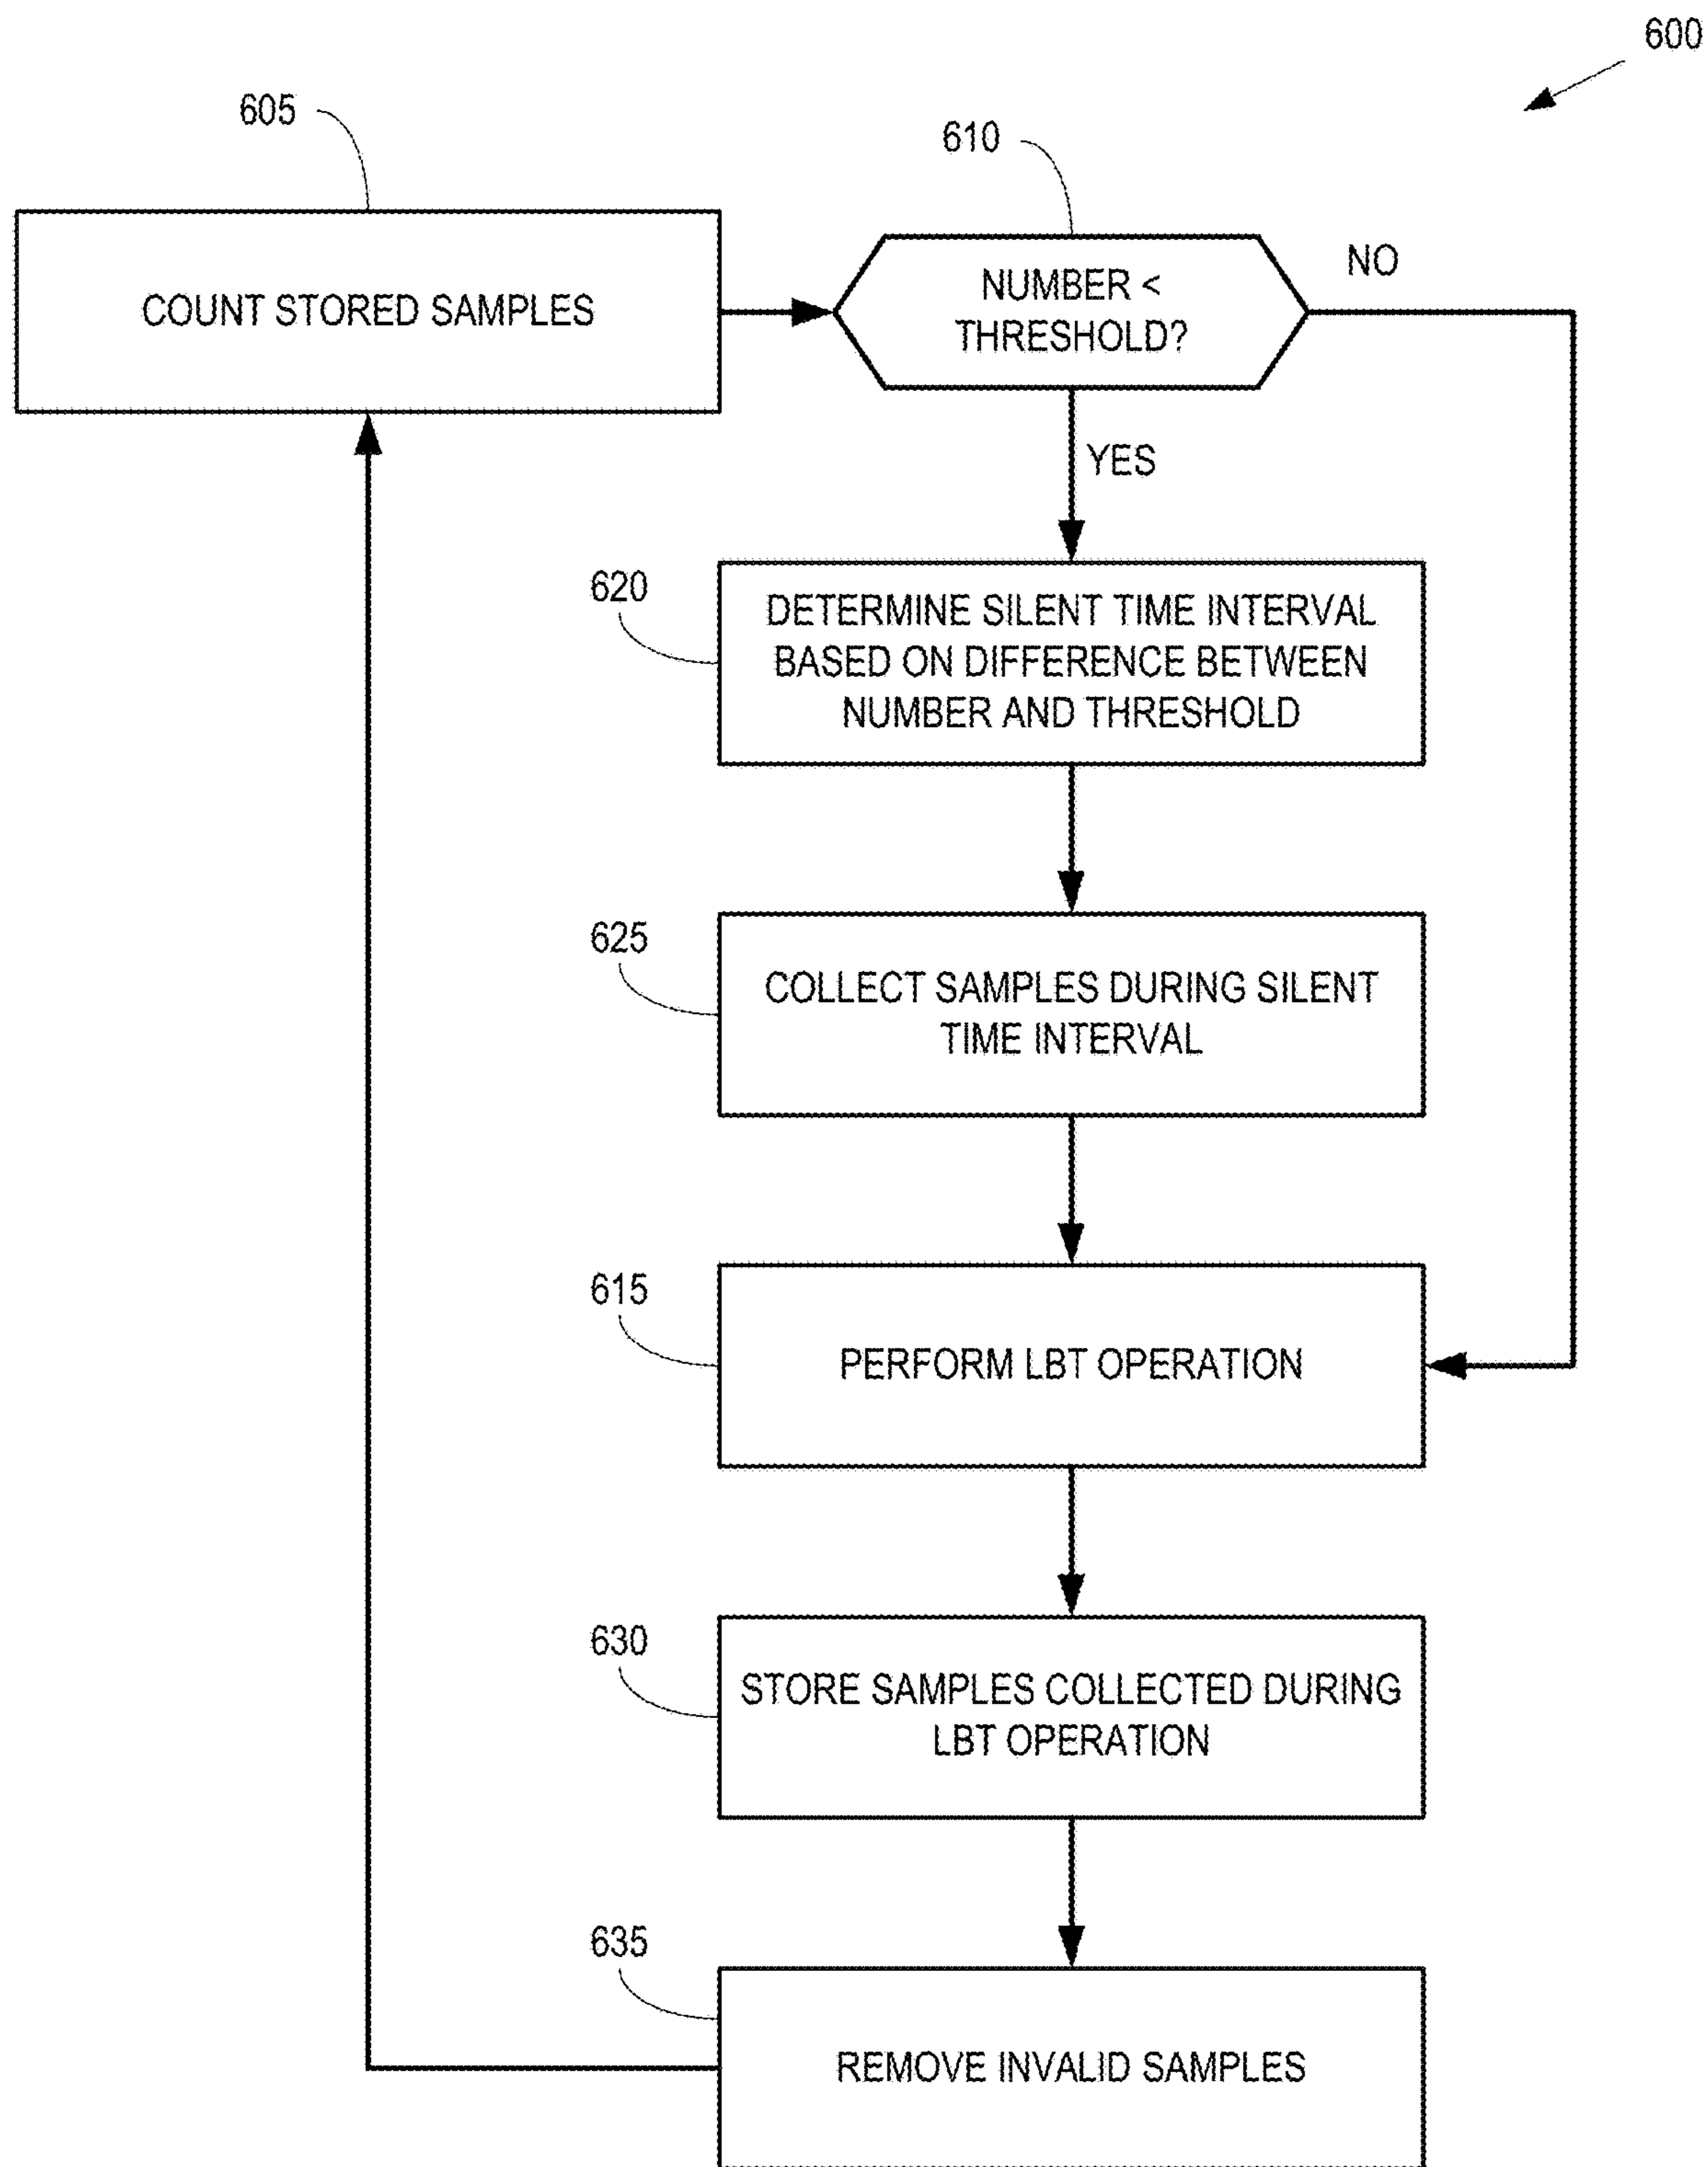 600
605
610
COUNT STORED SAMPLES
NUMBER <
THRESHOLD?
NO
YES
620
DETERMINE SILENT TIME INTERVAL
BASED ON DIFFERENCE BETWEEN
NUMBER AND THRESHOLD
625
COLLECT SAMPLES DURING SILENT
TIME INTERVAL
615
PERFORM LBT OPERATION
630
STORE SAMPLES COLLECTED DURING
LBT OPERATION
635
REMOVE INVALID SAMPLES